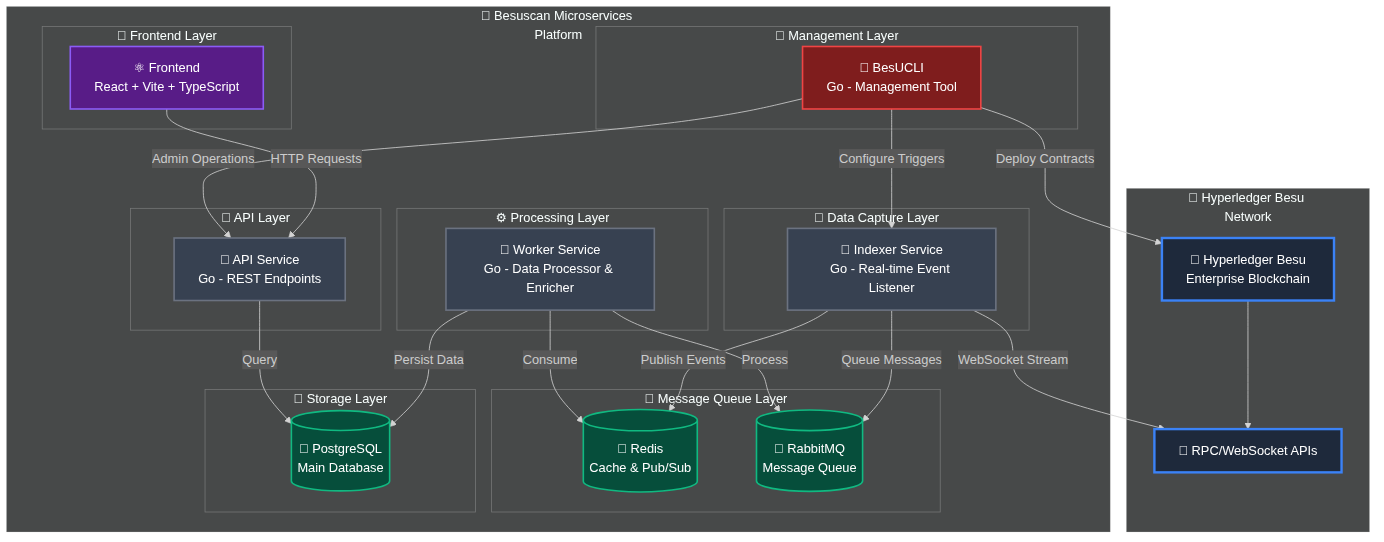 Besuscan Microservices
Platform
Frontend Layer
⚛ Frontend
React + Vite + TypeScript
Management Layer
BesUCLI
Go - Management Tool
Admin Operations
HTTP Requests
Configure Triggers
Deploy Contracts
API Layer
API Service
Go - REST Endpoints
⚙ Processing Layer
Worker Service
Go - Data Processor &
Enricher
Data Capture Layer
Indexer Service
Go - Real-time Event
Listener
Hyperledger Besu
Network
Hyperledger Besu
Enterprise Blockchain
Query
Persist Data
Consume
Publish Events
Process
Queue Messages
WebSocket Stream
Storage Layer
PostgreSQL
Main Database
Message Queue Layer
Redis
Cache & Pub/Sub
RabbitMQ
Message Queue
RPC/WebSocket APIs